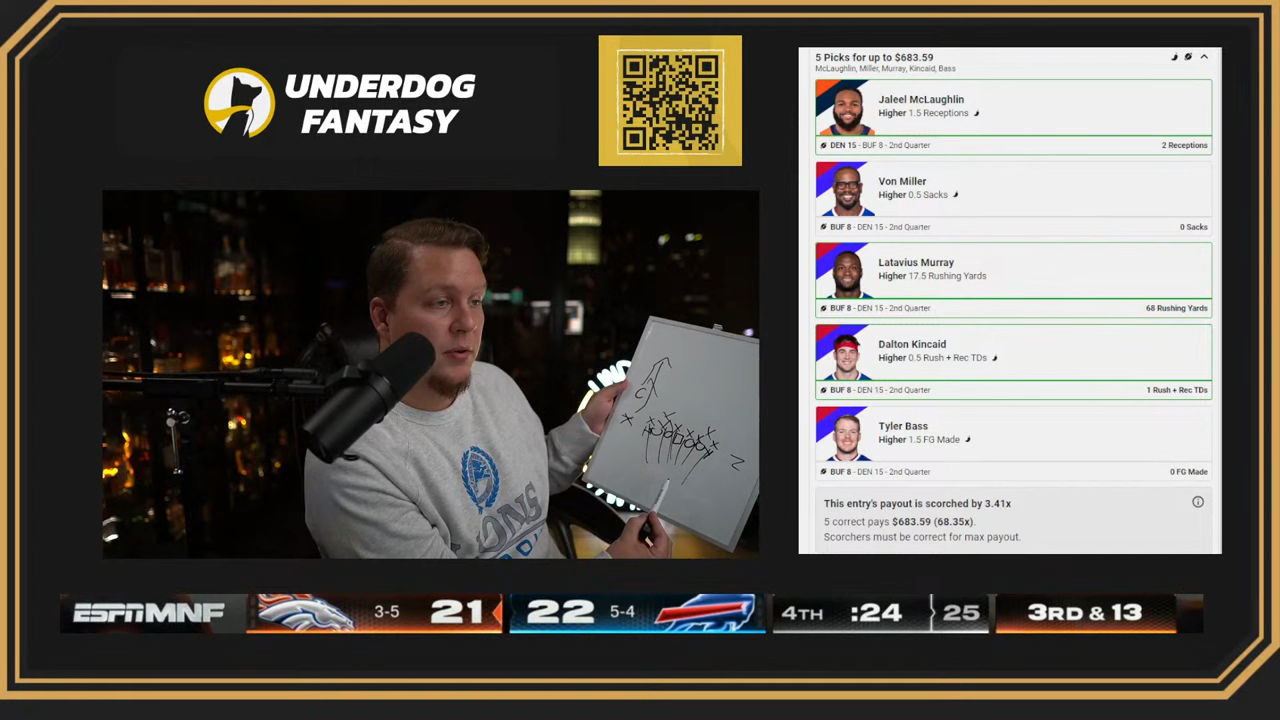 UNDERDOG
FANTASY
5 Picks for up to $683.59
McLaughlin, Miller, Murray, Kincaid, Bass
Jaleel McLaughlin
Higher 1.5 Receptions
DEN 15 - BUF 8 - 2nd Quarter
2 Receptions
Von Miller
Higher 0.5 Sacks
BUF 8 - DEN 15 - 2nd Quarter
0 Sacks
Latavius Murray
Higher 17.5 Rushing Yards
BUF 8 - DEN 15 - 2nd Quarter
68 Rushing Yards
Dalton Kincaid
Higher 0.5 Rush + Rec TDs
BUF 8 - DEN 15 - 2nd Quarter
1 Rush + Rec TDs
Tyler Bass
Higher 1.5 FG Made
BUF 8 - DEN 15 - 2nd Quarter
0 FG Made
This entry's payout is scorched by 3.41x
5 correct pays $683.59 (68.35x).
Scorchers must be correct for max payout.
ESPN MNF
3-5
21
22
5-4
4TH
:24
25
3RD & 13